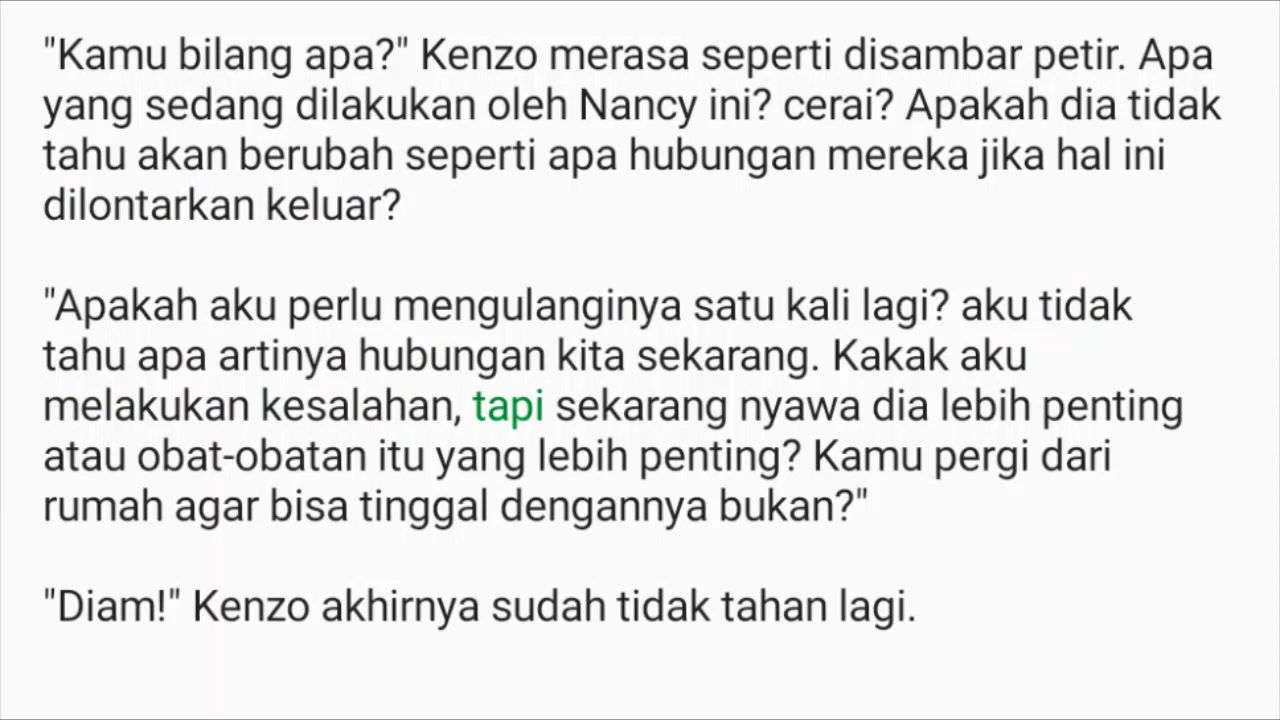 "Kamu bilang apa?" Kenzo merasa seperti disambar petir. Apa
yang sedang dilakukan oleh Nancy ini? cerai? Apakah dia tidak
tahu akan berubah seperti apa hubungan mereka jika hal ini
dilontarkan keluar?
"Apakah aku perlu mengulanginya satu kali lagi? aku tidak
tahu apa artinya hubungan kita sekarang. Kakak aku
melakukan kesalahan, tapi sekarang nyawa dia lebih penting
atau obat-obatan itu yang lebih penting? Kamu pergi dari
rumah agar bisa tinggal dengannya bukan?"
"Diam!" Kenzo akhirnya sudah tidak tahan lagi.